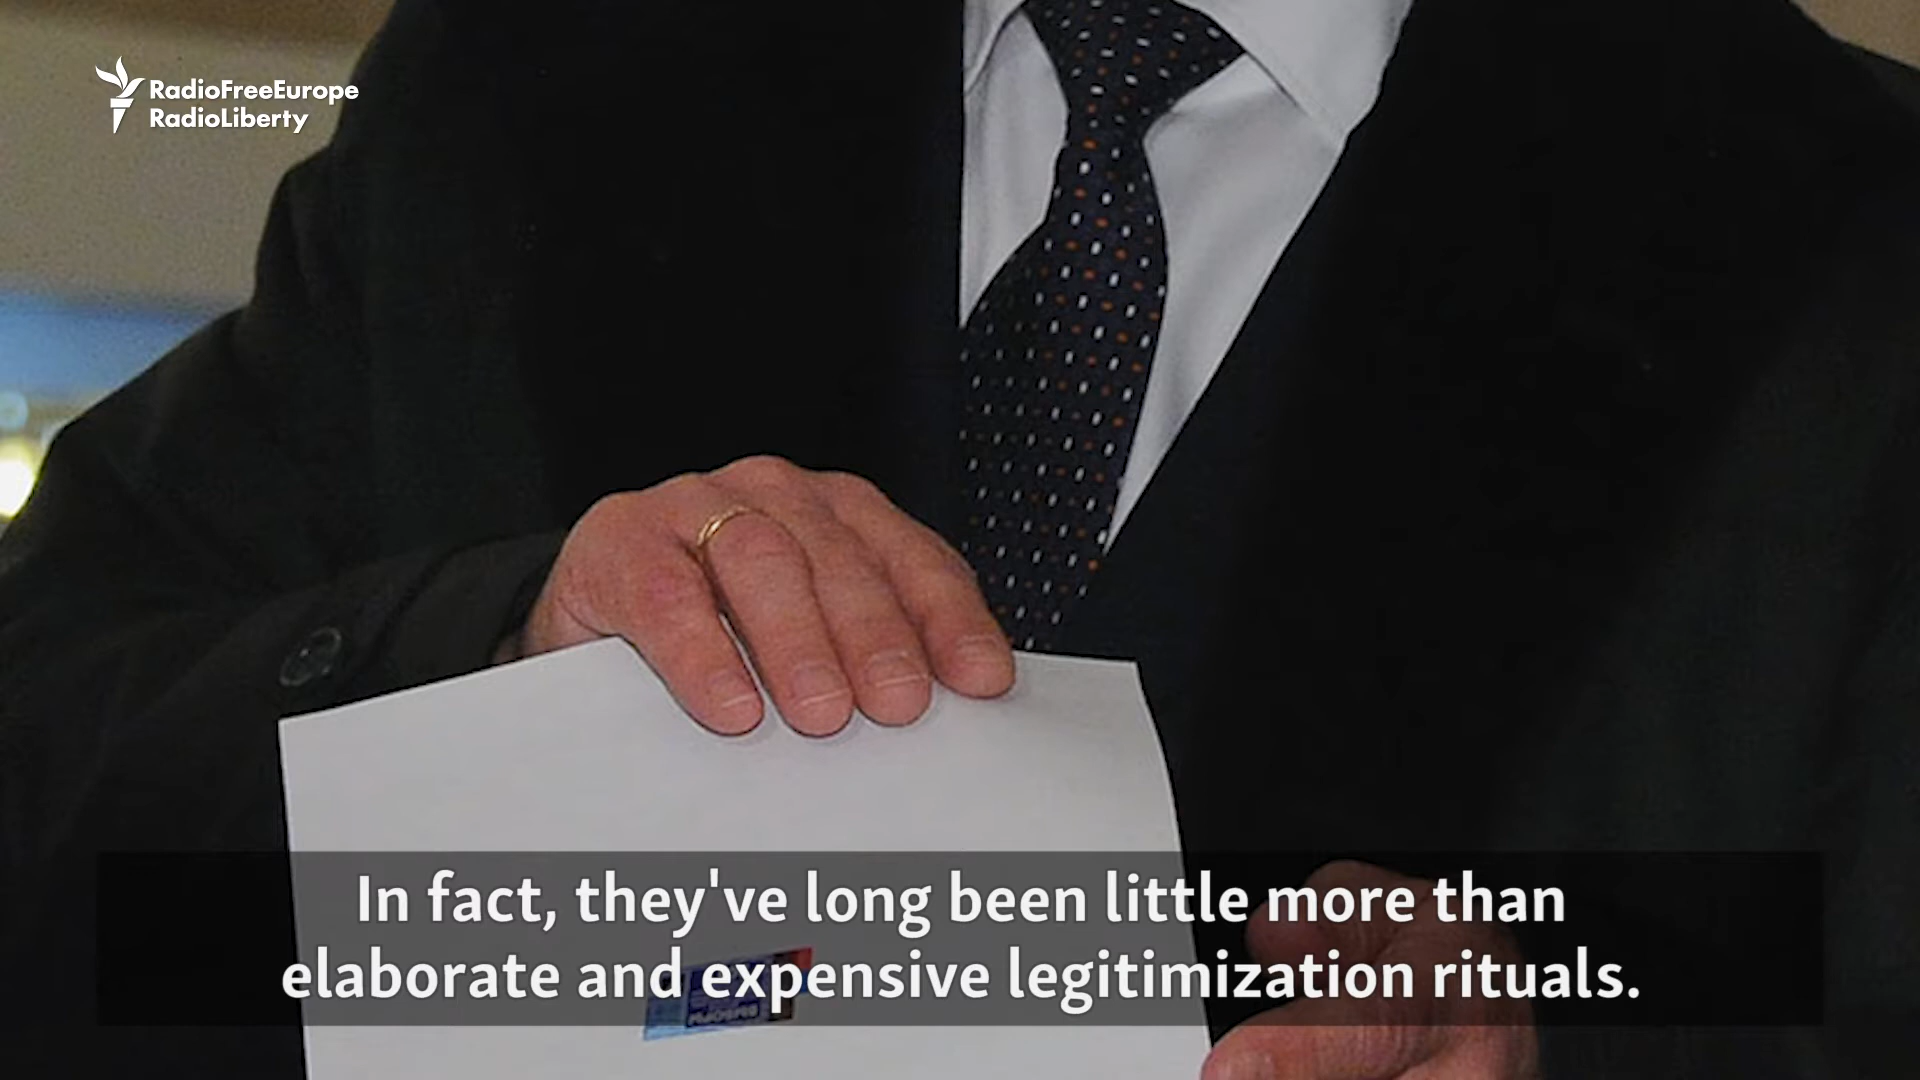 RadioFreeEurope
RadioLiberty
In fact, they've long been little more than
elaborate and expensive legitimization rituals.